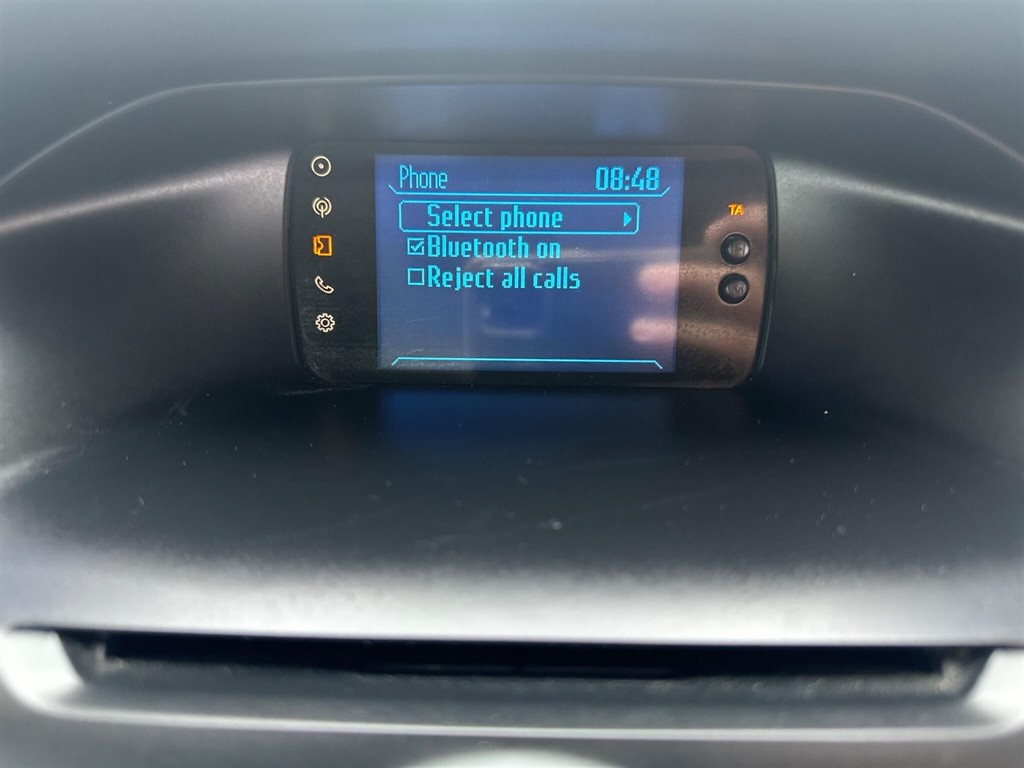 Phone 08:48
Select phone
Bluetooth on
Reject all calls
TA